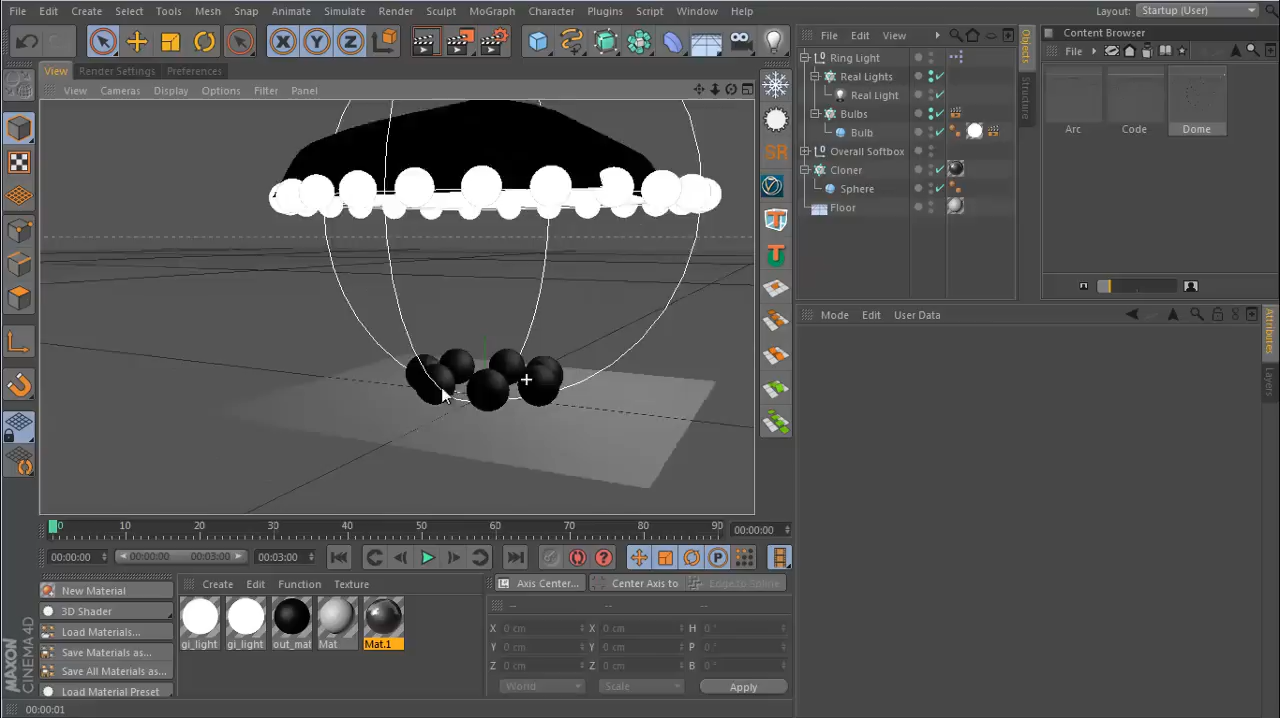 File Create Select Tools Mesh Snap Animate Simulate Render Sculpt MoGraph Character Plugins Script Window Help Layout: Startup (User)
File Edit View
Content Browser
File
View Render Settings Preferences
View Cameras Display Options Filter Panel
Ring Light
Real Lights
Real Light
Bulbs
Bulb
Overall Softbox
Cloner
Sphere
Floor
Objects
Structure
Arc Code Dome
SR
Mode Edit User Data
Attributes
Layers
0 10 20 30 40 50 60 70 80 90 00:00:00
00:00:00 00:00:00 00:03:00 00:03:00
New Material
3D Shader
Load Materials...
Save Materials as...
Save All Materials as...
Load Material Preset
Create Edit Function Texture
gi_light gi_light out_mat Mat Mat.1
Axis Center... Center Axis to
-- -- --
X 0 cm X 0 cm H 0 °
Y 0 cm Y 0 cm P 0 °
Z 0 cm Z 0 cm B 0 °
World Scale Apply
MAXON
CINEMA 4D
00:00:01